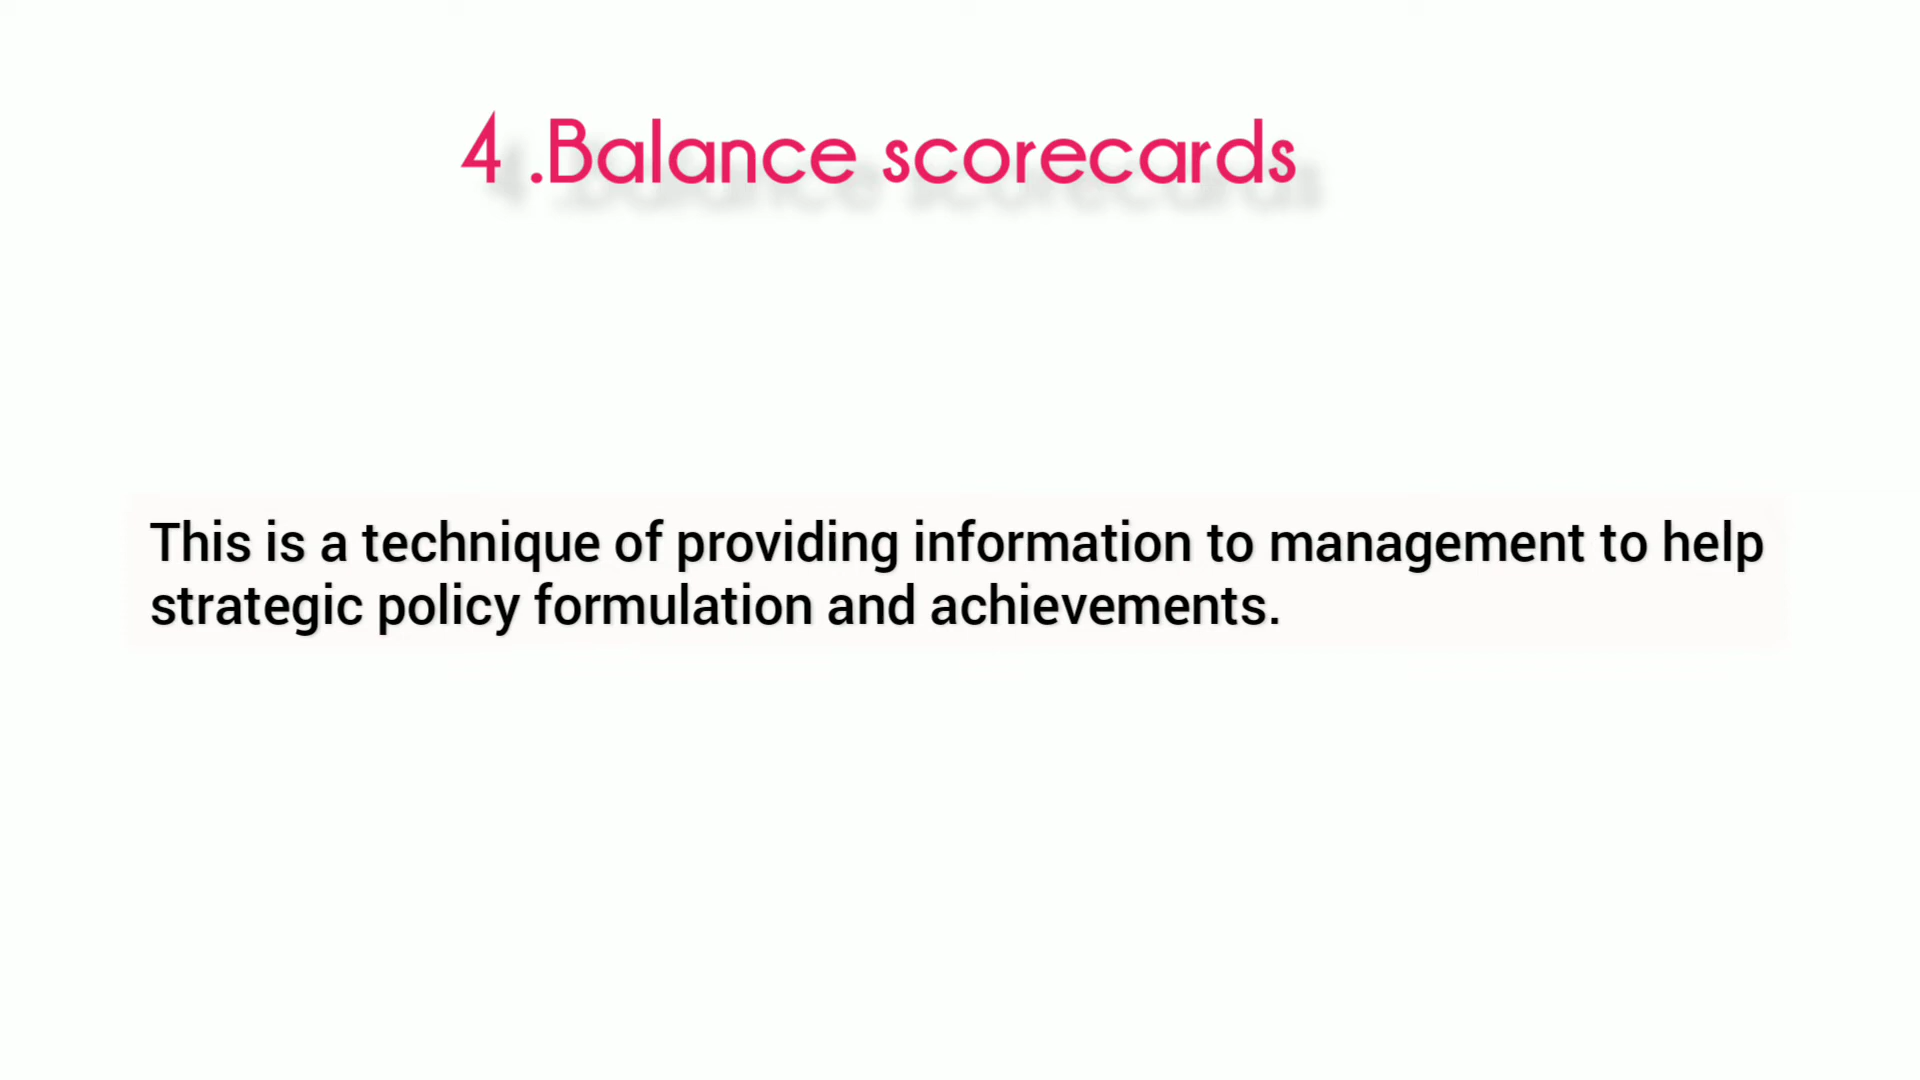 4 .Balance scorecards
This is a technique of providing information to management to help
strategic policy formulation and achievements.